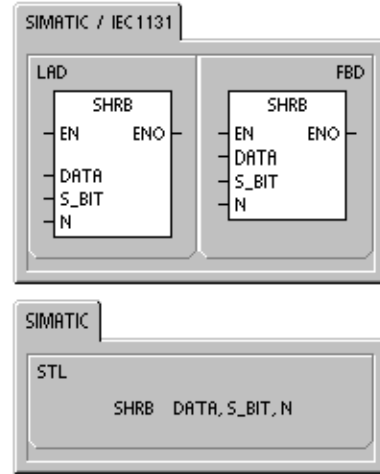 SIMATIC / IEC1131
LAD
SHRB
EN ENO
DATA
S_BIT
N
FBD
SHRB
EN ENO
DATA
S_BIT
N
SIMATIC
STL
SHRB DATA, S_BIT, N